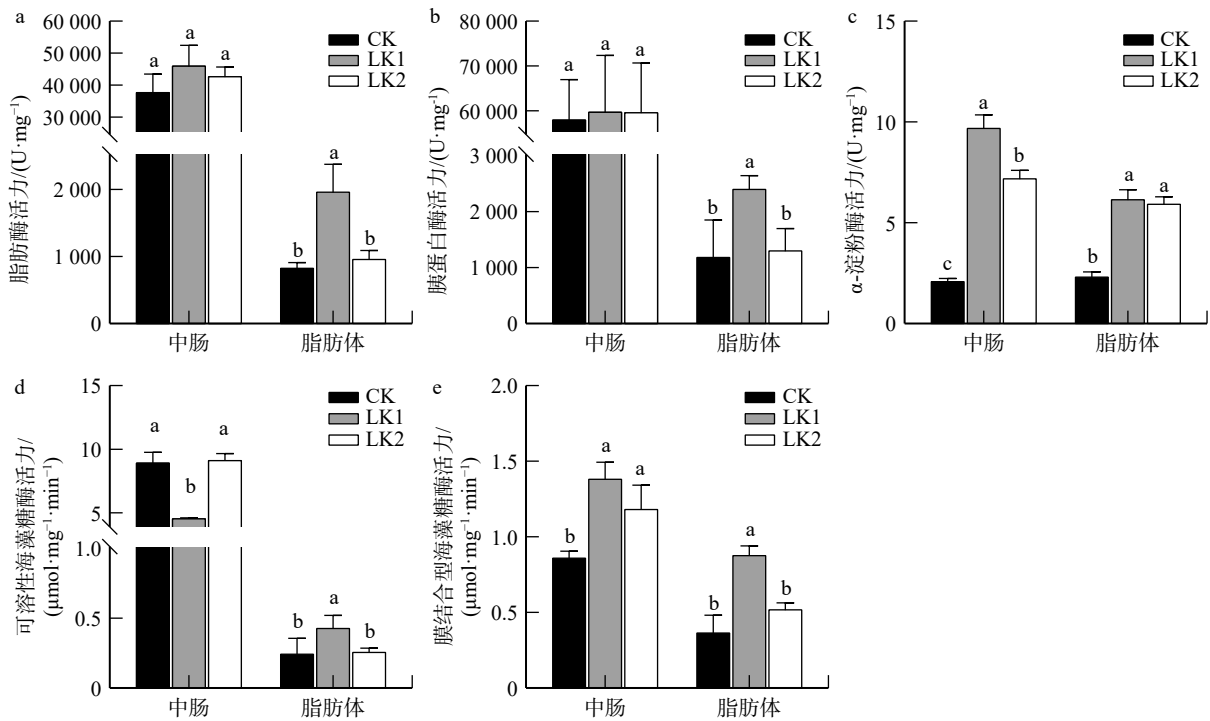 a
脂肪酶活力/(U·mg⁻¹)
60 000
50 000
40 000
30 000
2 000
1 000
0
a
a
a
b
a
b
CK
LK1
LK2
中肠
脂肪体
b
胰蛋白酶活力/(U·mg⁻¹)
80 000
70 000
60 000
3 000
2 000
1 000
0
a
a
a
b
a
b
CK
LK1
LK2
中肠
脂肪体
c
α-淀粉酶活力/(U·mg⁻¹)
15
10
5
0
c
a
b
b
a
a
CK
LK1
LK2
中肠
脂肪体
d
可溶性海藻糖酶活力/
(μmol·mg⁻¹·min⁻¹)
15
10
5
1.0
0.5
0
a
b
a
b
a
b
CK
LK1
LK2
中肠
脂肪体
e
膜结合型海藻糖酶活力/
(μmol·mg⁻¹·min⁻¹)
2.0
1.5
1.0
0.5
0
b
a
a
b
a
b
CK
LK1
LK2
中肠
脂肪体